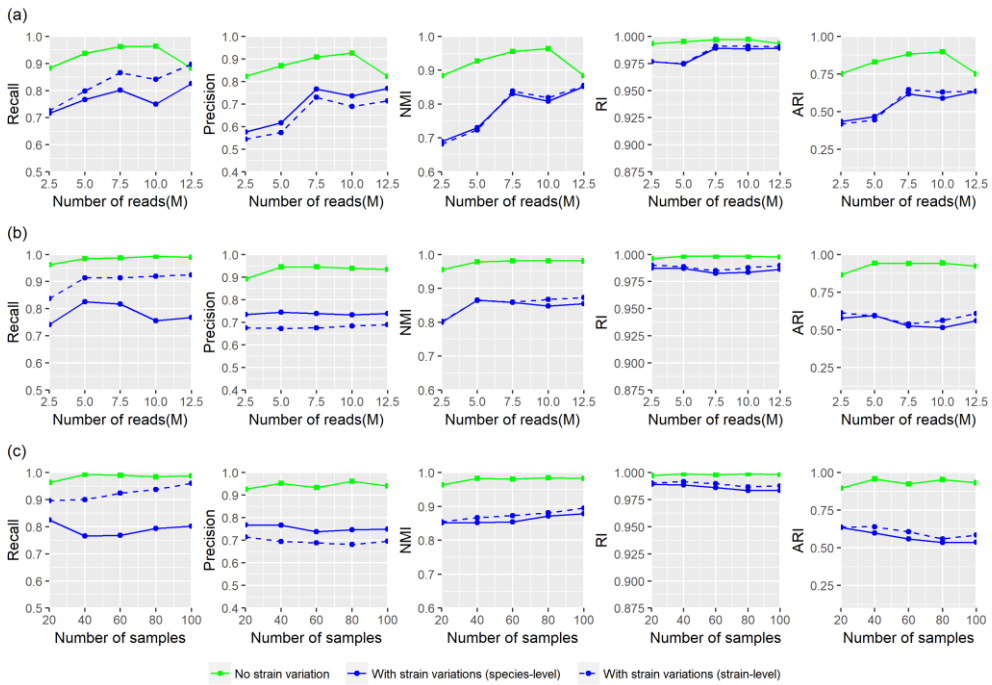 (a)
Recall
1.0
0.9
0.8
0.7
0.6
0.5
2.5 5.0 7.5 10.0 12.5
Number of reads(M)
Precision
1.0
0.9
0.8
0.7
0.6
0.5
0.4
2.5 5.0 7.5 10.0 12.5
Number of reads(M)
NMI
1.0
0.9
0.8
0.7
0.6
2.5 5.0 7.5 10.0 12.5
Number of reads(M)
RI
1.000
0.975
0.950
0.925
0.900
0.875
2.5 5.0 7.5 10.0 12.5
Number of reads(M)
ARI
1.00
0.75
0.50
0.25
2.5 5.0 7.5 10.0 12.5
Number of reads(M)
(b)
Recall
1.0
0.9
0.8
0.7
0.6
0.5
2.5 5.0 7.5 10.0 12.5
Number of reads(M)
Precision
1.0
0.9
0.8
0.7
0.6
0.5
0.4
2.5 5.0 7.5 10.0 12.5
Number of reads(M)
NMI
1.0
0.9
0.8
0.7
0.6
2.5 5.0 7.5 10.0 12.5
Number of reads(M)
RI
1.000
0.975
0.950
0.925
0.900
0.875
2.5 5.0 7.5 10.0 12.5
Number of reads(M)
ARI
1.00
0.75
0.50
0.25
2.5 5.0 7.5 10.0 12.5
Number of reads(M)
(c)
Recall
1.0
0.9
0.8
0.7
0.6
0.5
20 40 60 80 100
Number of samples
Precision
1.0
0.9
0.8
0.7
0.6
0.5
0.4
20 40 60 80 100
Number of samples
NMI
1.0
0.9
0.8
0.7
0.6
20 40 60 80 100
Number of samples
RI
1.000
0.975
0.950
0.925
0.900
0.875
20 40 60 80 100
Number of samples
ARI
1.00
0.75
0.50
0.25
20 40 60 80 100
Number of samples
No strain variation With strain variations (species-level) With strain variations (strain-level)